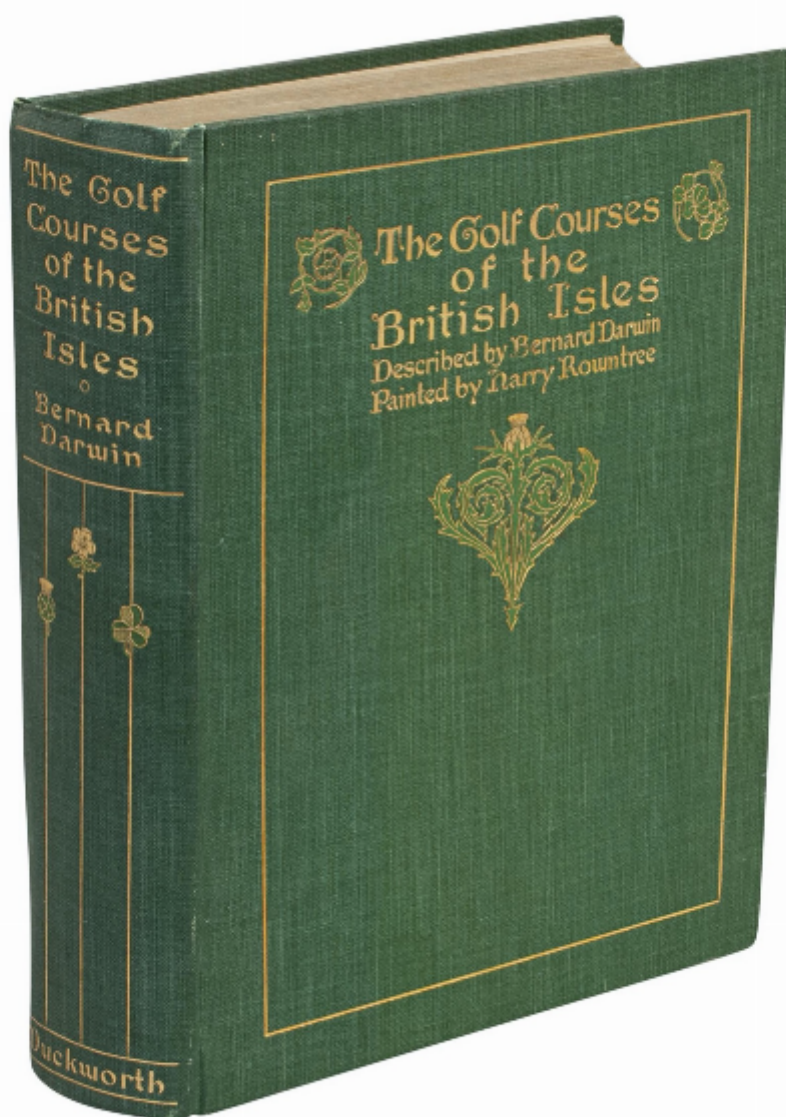 The Golf
Courses
of the
British
Isles
Bernard
Darwin
Duckworth
The Golf Courses
of the
British Isles
Described by Bernard Darwin
Painted by Harry Rowntree